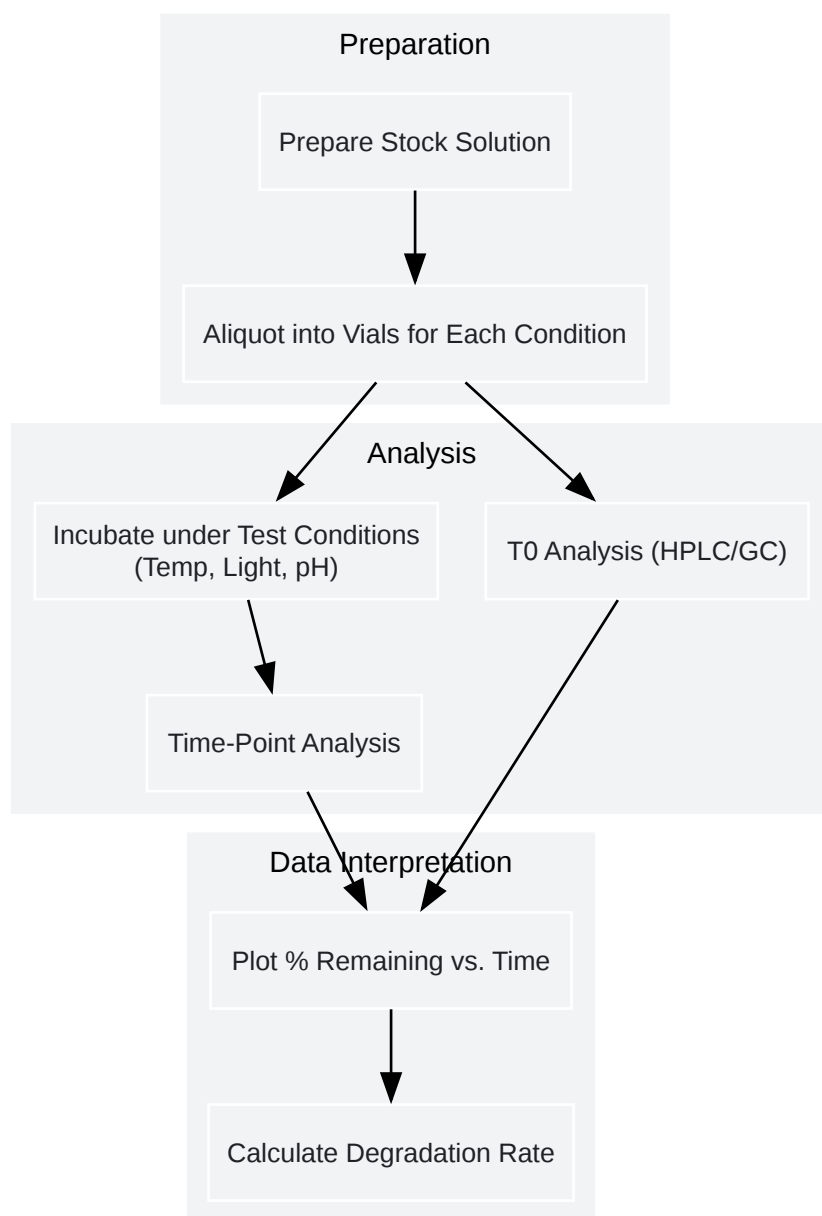 Preparation
Prepare Stock Solution
Aliquot into Vials for Each Condition
Analysis
Incubate under Test Conditions
(Temp, Light, pH)
T0 Analysis (HPLC/GC)
Time-Point Analysis
Data Interpretation
Plot % Remaining vs. Time
Calculate Degradation Rate